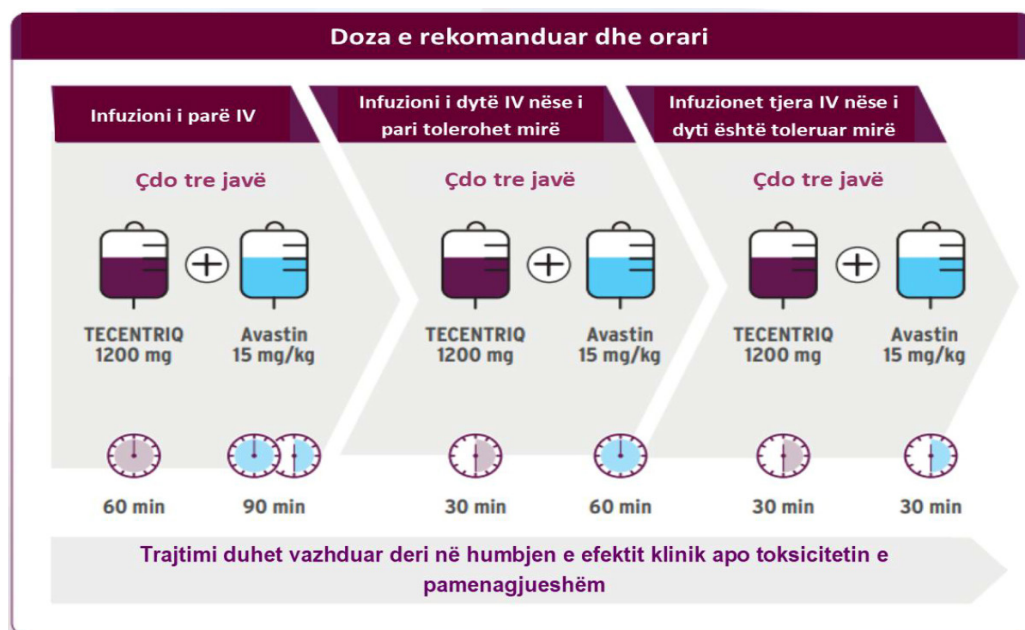 Doza e rekomanduar dhe orari
Infuzioni i parë IV
Infuzioni i dytë IV nëse i
pari tolerohet mirë
Infuzionet tjera IV nëse i
dyti është toleruar mirë
Çdo tre javë
Çdo tre javë
Çdo tre javë
TECENTRIQ
1200 mg
Avastin
15 mg/kg
TECENTRIQ
1200 mg
Avastin
15 mg/kg
TECENTRIQ
1200 mg
Avastin
15 mg/kg
60 min
90 min
30 min
60 min
30 min
30 min
Trajtimi duhet vazhduar deri në humbjen e efektit klinik apo toksicitetin e
pamenagjueshëm